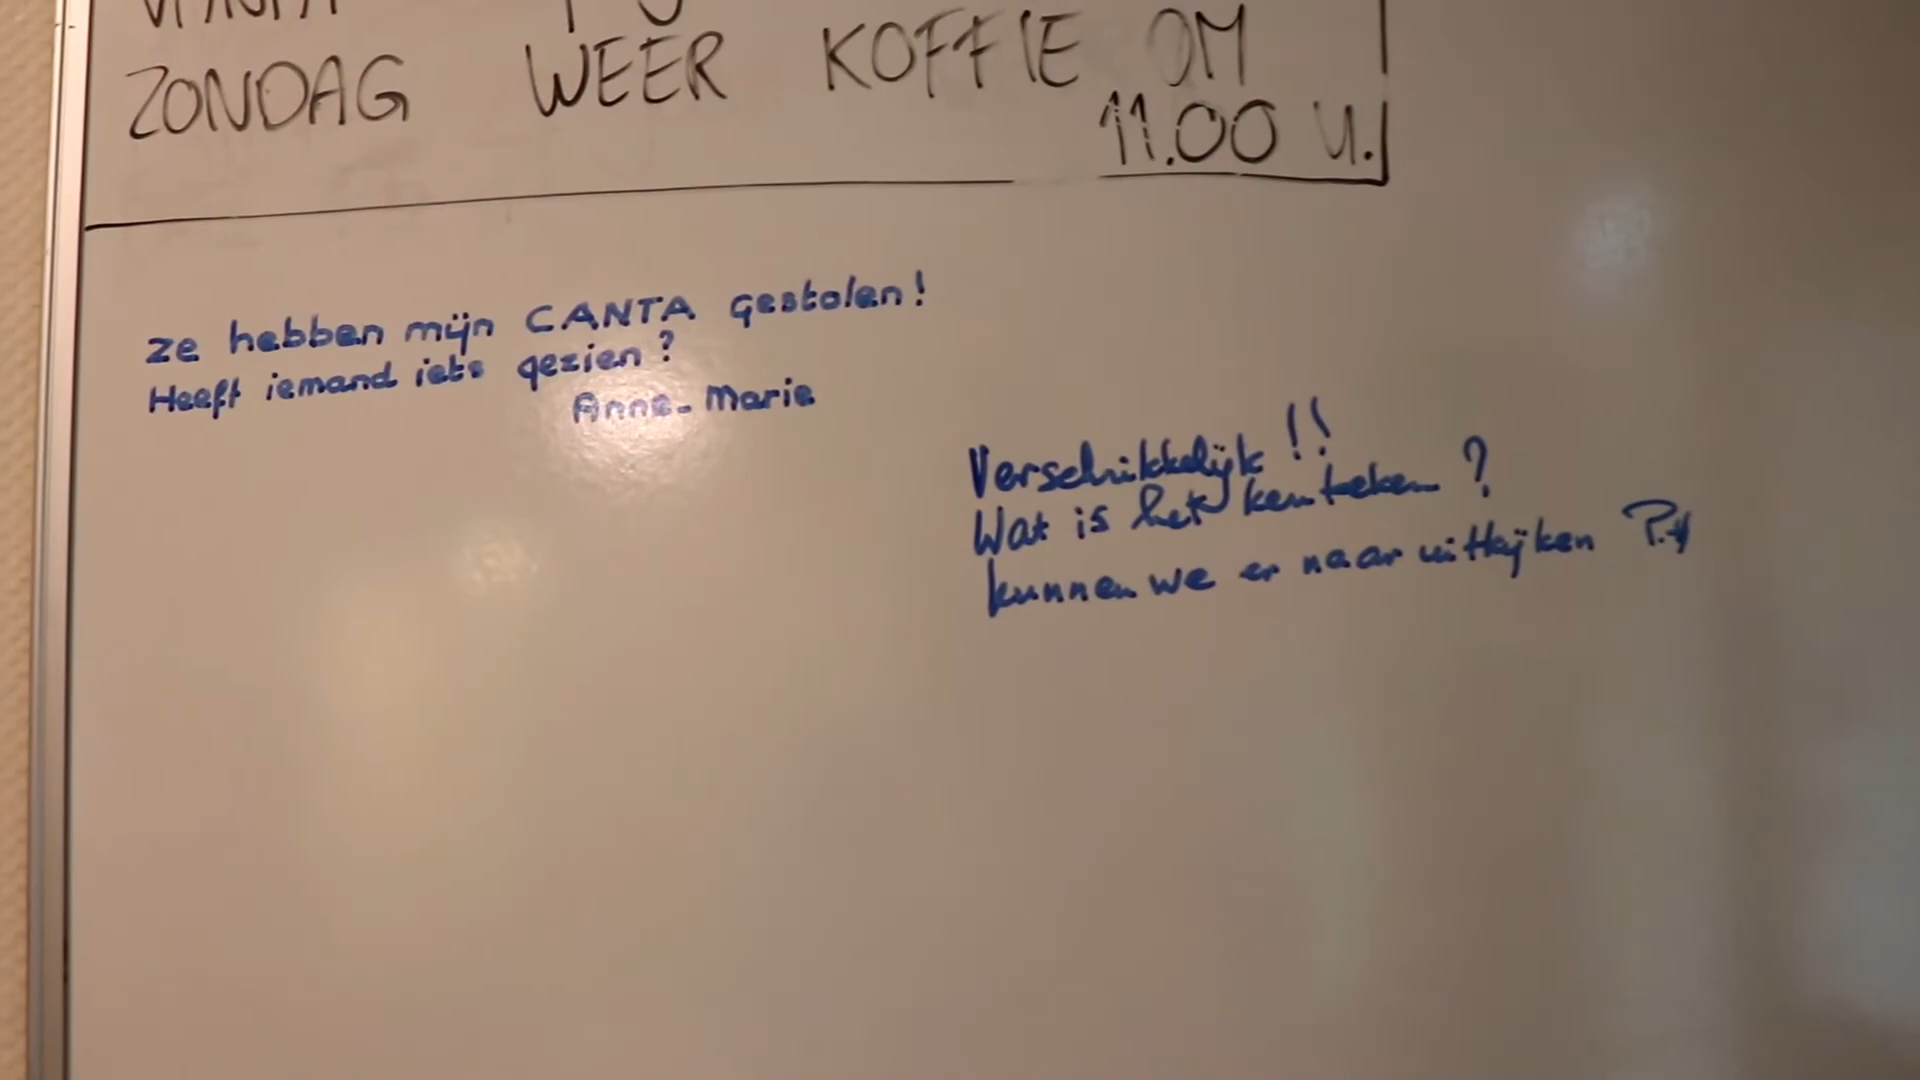 ZONDAG WEER KOFFIE OM
11.00 U.
ze hebben mijn CANTA gestolen!
Heeft iemand iets gezien?
Anne-Marie
Verschikkelijk!!
Wat is het kenteken?
kunnen we er naar uitkijken